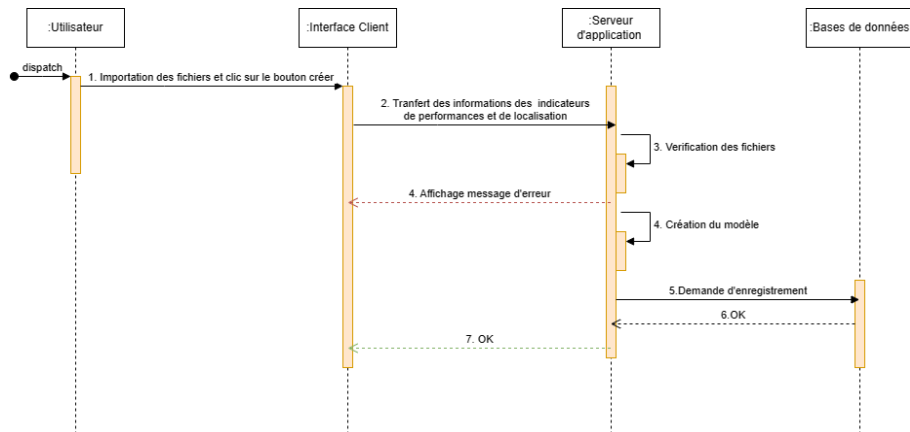 :Utilisateur
:Interface Client
:Serveur
d'application
:Bases de données
dispatch
1. Importation des fichiers et clic sur le bouton créer
2. Tranfert des informations des indicateurs
de performances et de localisation
3. Verification des fichiers
4. Affichage message d'erreur
4. Création du modèle
5.Demande d'enregistrement
6.OK
7. OK